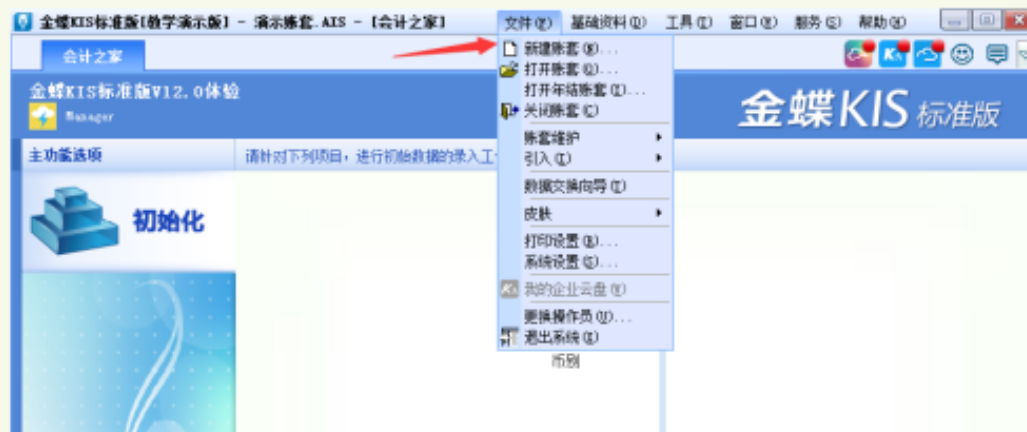 金蝶KIS标准版[教学演示版] - 演示账套.AIS - [会计之家]
文件(F) 基础资料(D) 工具(T) 窗口(W) 服务(S) 帮助(H)
会计之家
新建账套(N)...
打开账套(O)...
打开年结账套(L)...
关闭账套(C)
账套维护
引入(I)
数据交换向导(T)
皮肤
打印设置(R)...
系统设置(S)...
我的企业云盘(Y)
更换操作员(U)...
退出系统(X)
金蝶KIS标准版V12.0体验
Manager
金蝶KIS 标准版
主功能选项
请针对下列项目，进行初始数据的录入工
初始化
币别